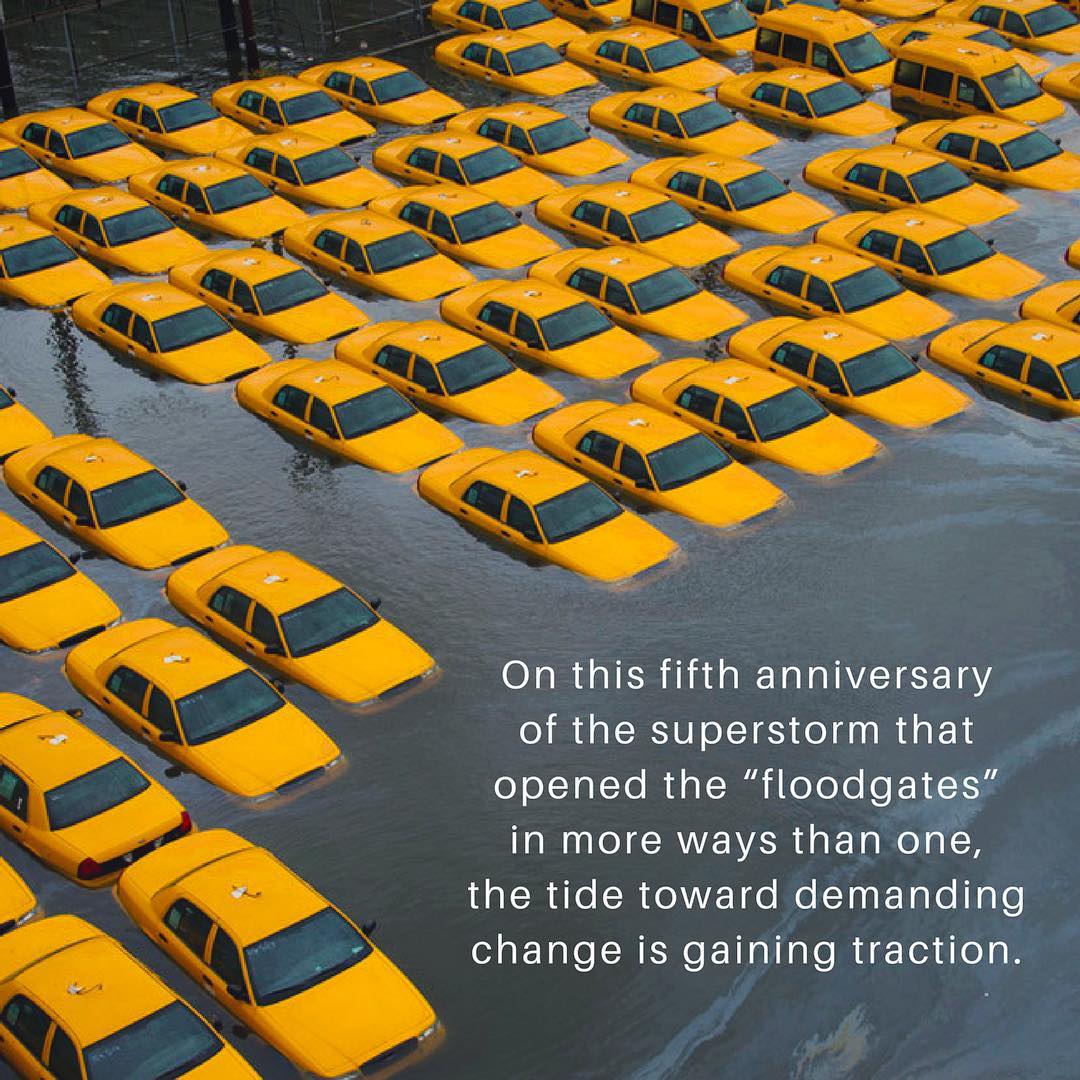 On this fifth anniversary
of the superstorm that
opened the “floodgates”
in more ways than one,
the tide toward demanding
change is gaining traction.